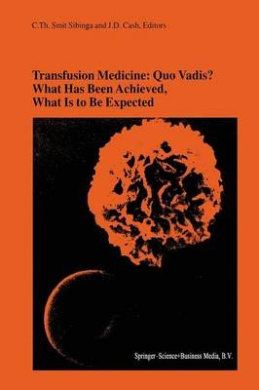 C.Th. Smit Sibinga and J.D. Cash, Editors
Transfusion Medicine: Quo Vadis?
What Has Been Achieved,
What Is to Be Expected
Springer-Science+Business Media, B.V.